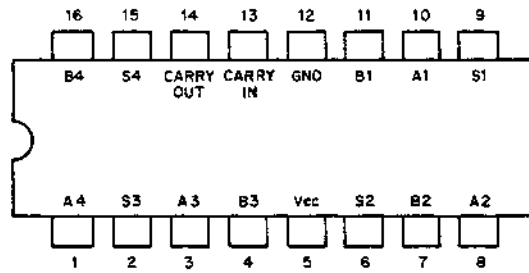 16 15 14 13 12 11 10 9
B4 S4 CARRY OUT CARRY IN GND B1 A1 S1
A4 S3 A3 B3 Vcc S2 B2 A2
1 2 3 4 5 6 7 8